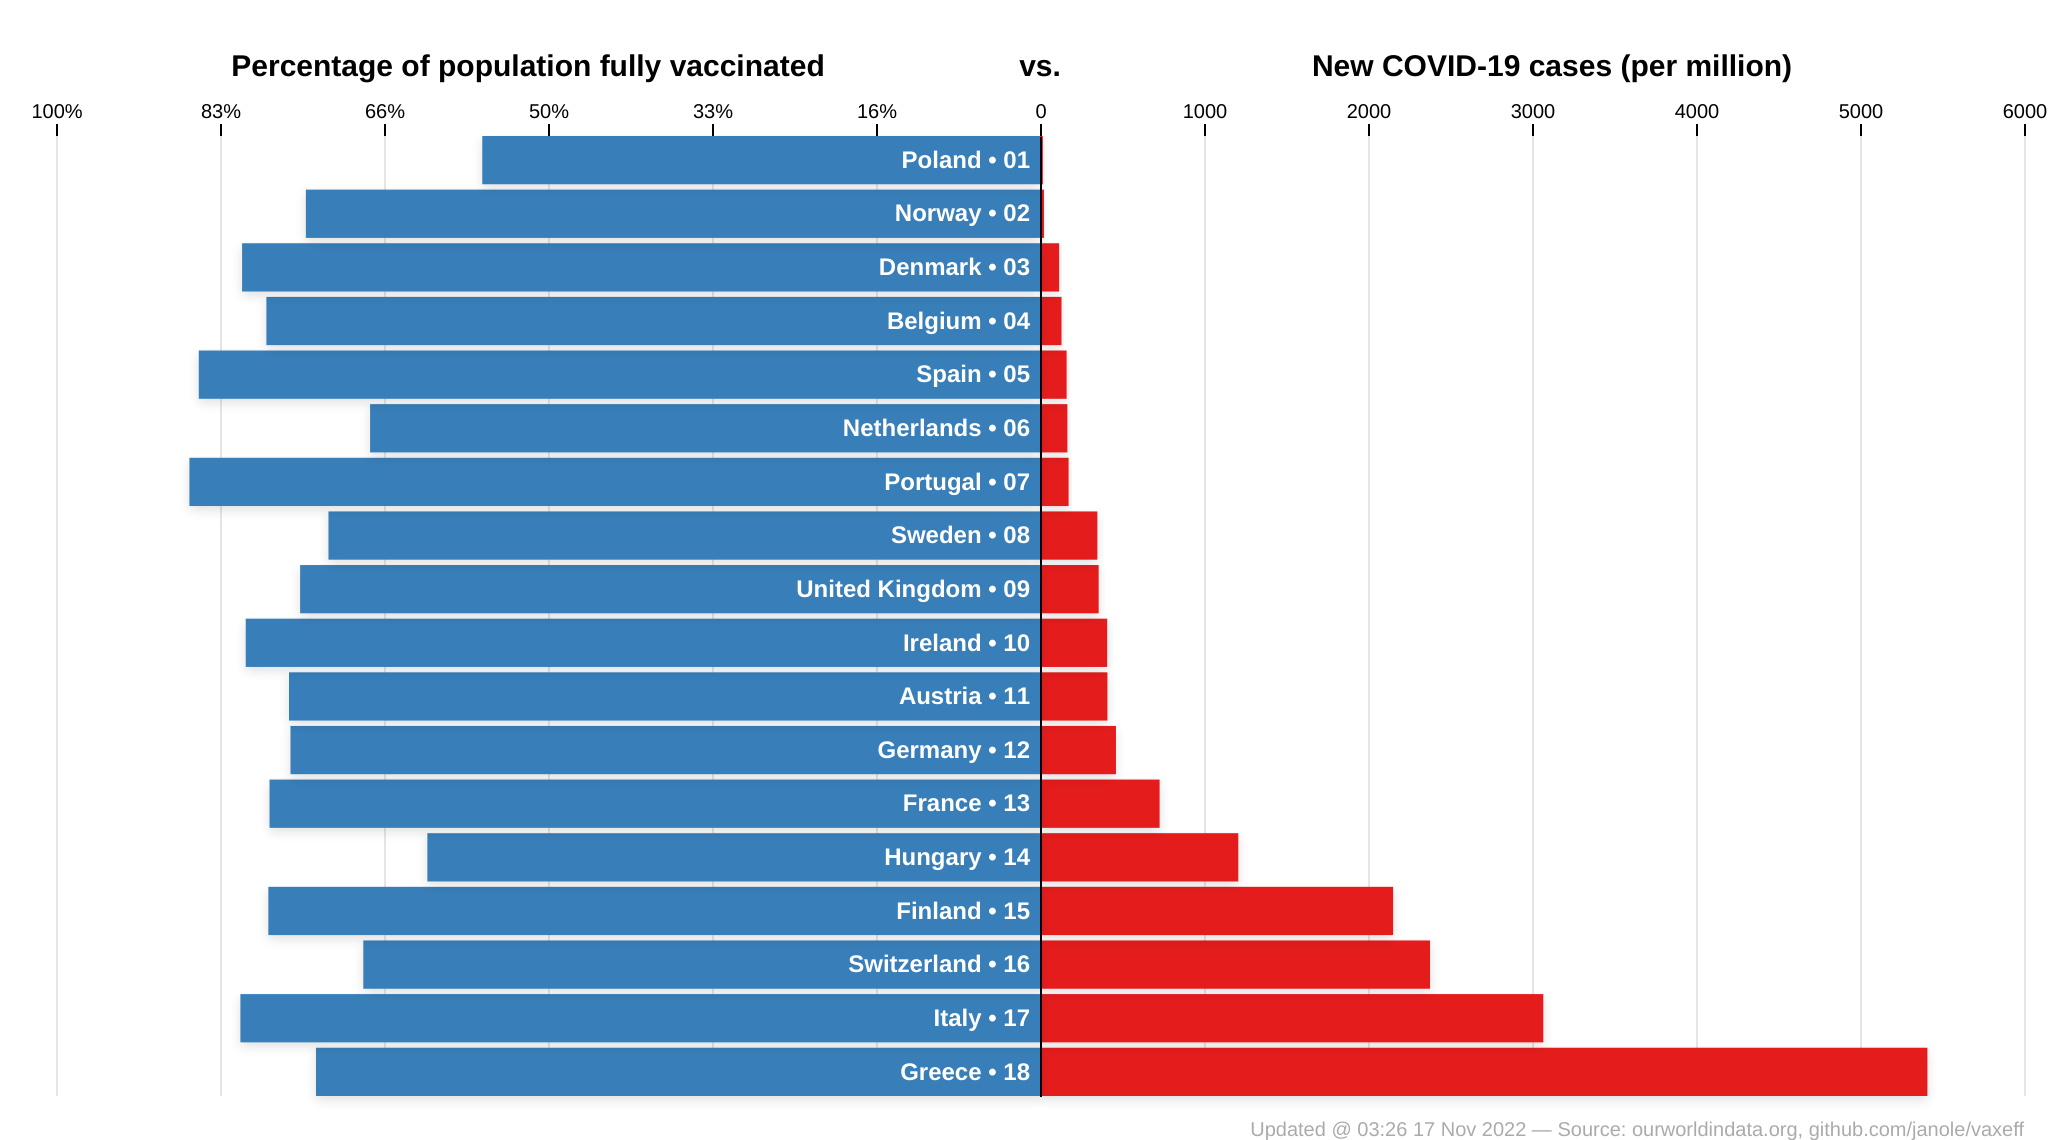 Percentage of population fully vaccinated vs. New COVID-19 cases (per million)
100% 83% 66% 50% 33% 16% 0 1000 2000 3000 4000 5000 6000
Poland • 01
Norway • 02
Denmark • 03
Belgium • 04
Spain • 05
Netherlands • 06
Portugal • 07
Sweden • 08
United Kingdom • 09
Ireland • 10
Austria • 11
Germany • 12
France • 13
Hungary • 14
Finland • 15
Switzerland • 16
Italy • 17
Greece • 18
Updated @ 03:26 17 Nov 2022 — Source: ourworldindata.org, github.com/janole/vaxeff